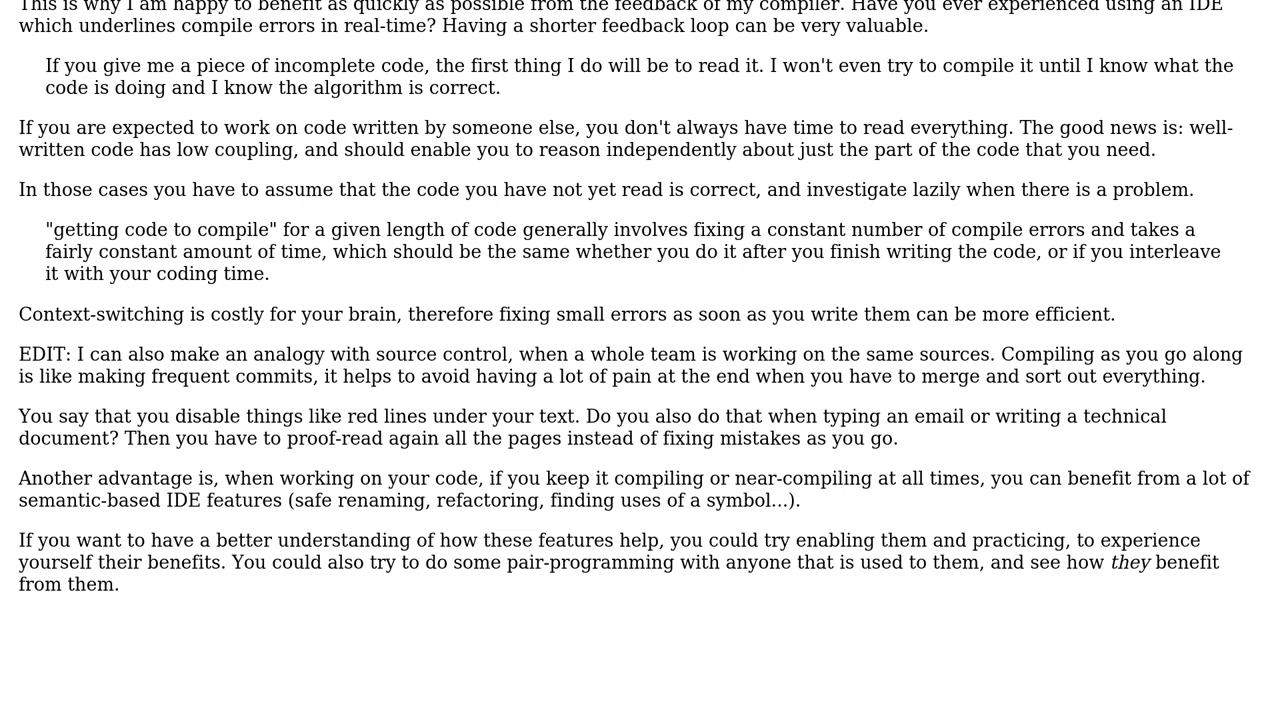 This is why I am happy to benefit as quickly as possible from the feedback of my compiler. Have you ever experienced using an IDE
which underlines compile errors in real-time? Having a shorter feedback loop can be very valuable.
If you give me a piece of incomplete code, the first thing I do will be to read it. I won't even try to compile it until I know what the
code is doing and I know the algorithm is correct.
If you are expected to work on code written by someone else, you don't always have time to read everything. The good news is: well-
written code has low coupling, and should enable you to reason independently about just the part of the code that you need.
In those cases you have to assume that the code you have not yet read is correct, and investigate lazily when there is a problem.
"getting code to compile" for a given length of code generally involves fixing a constant number of compile errors and takes a
fairly constant amount of time, which should be the same whether you do it after you finish writing the code, or if you interleave
it with your coding time.
Context-switching is costly for your brain, therefore fixing small errors as soon as you write them can be more efficient.
EDIT: I can also make an analogy with source control, when a whole team is working on the same sources. Compiling as you go along
is like making frequent commits, it helps to avoid having a lot of pain at the end when you have to merge and sort out everything.
You say that you disable things like red lines under your text. Do you also do that when typing an email or writing a technical
document? Then you have to proof-read again all the pages instead of fixing mistakes as you go.
Another advantage is, when working on your code, if you keep it compiling or near-compiling at all times, you can benefit from a lot of
semantic-based IDE features (safe renaming, refactoring, finding uses of a symbol...).
If you want to have a better understanding of how these features help, you could try enabling them and practicing, to experience
yourself their benefits. You could also try to do some pair-programming with anyone that is used to them, and see how they benefit
from them.